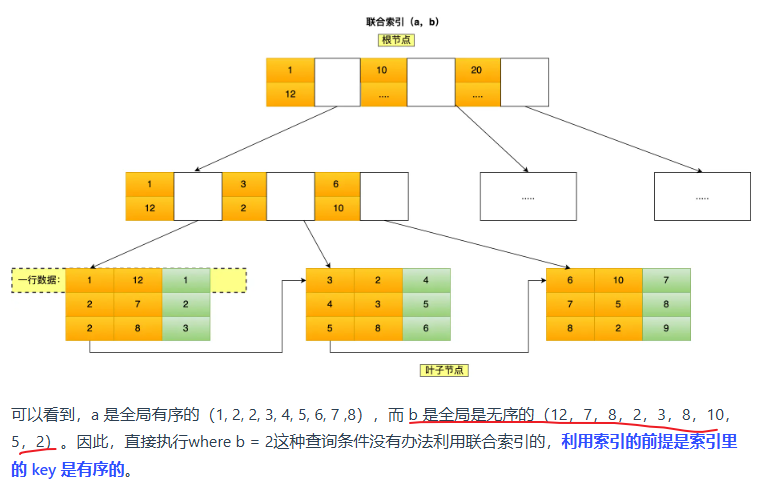 联合索引（a，b）
根节点
1 10 20
12 .... ....
1 3 6
12 2 10
..... .....
一行数据： 1 12 1 3 2 4 6 10 7
2 7 2 4 3 5 7 5 8
2 8 3 5 8 6 8 2 9
叶子节点
可以看到，a 是全局有序的（1, 2, 2, 3, 4, 5, 6, 7 ,8），而 b 是全局是无序的（12，7，8，2，3，8，10，
5，2）。因此，直接执行where b = 2这种查询条件没有办法利用联合索引的，利用索引的前提是索引里
的 key 是有序的。